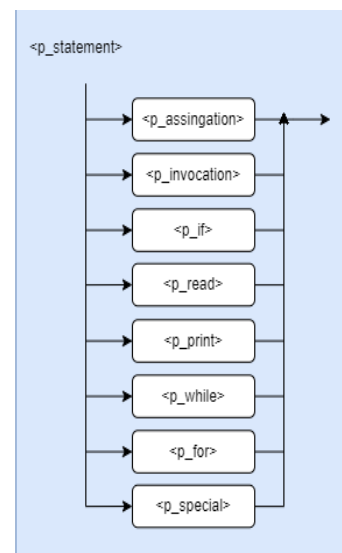 <p_statement>
<p_assingation>
<p_invocation>
<p_if>
<p_read>
<p_print>
<p_while>
<p_for>
<p_special>